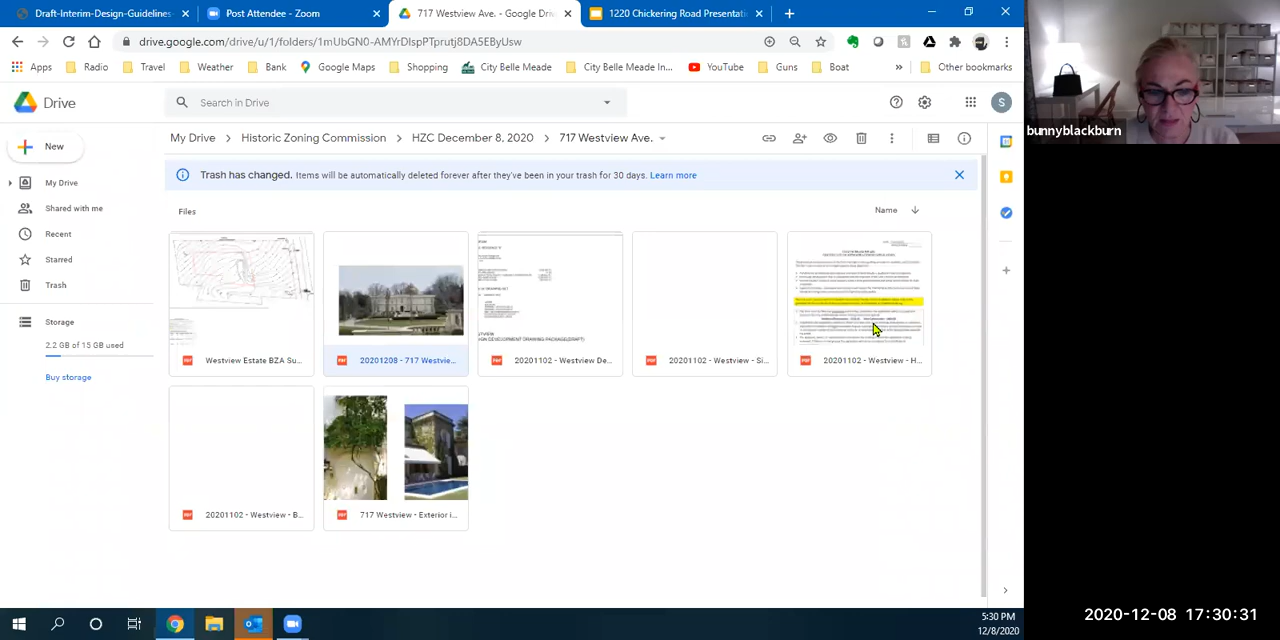 Draft-Interim-Design-Guidelines-
Post Attendee - Zoom
717 Westview Ave. - Google Driv
1220 Chickering Road Presentati
drive.google.com/drive/u/1/folders/1mUbGN0-AMYrDIspPTprutj8DA5EByUsw
Apps
Radio
Travel
Weather
Bank
Google Maps
Shopping
City Belle Meade
City Belle Meade In...
YouTube
Guns
Boat
»
Other bookmarks
Drive
Search in Drive
S
New
My Drive
Historic Zoning Commission
HZC December 8, 2020
717 Westview Ave.
Trash has changed. Items will be automatically deleted forever after they've been in your trash for 30 days. Learn more
My Drive
Shared with me
Recent
Starred
Trash
Storage
2.2 GB of 15 GB used
Buy storage
Files
Name
Westview Estate BZA Su...
20201208 - 717 Westvie...
20201102 - Westview De...
20201102 - Westview - Si...
20201102 - Westview - H...
20201102 - Westview - B...
717 Westview - Exterior i...
5:30 PM
12/8/2020
bunnyblackburn
2020-12-08 17:30:31